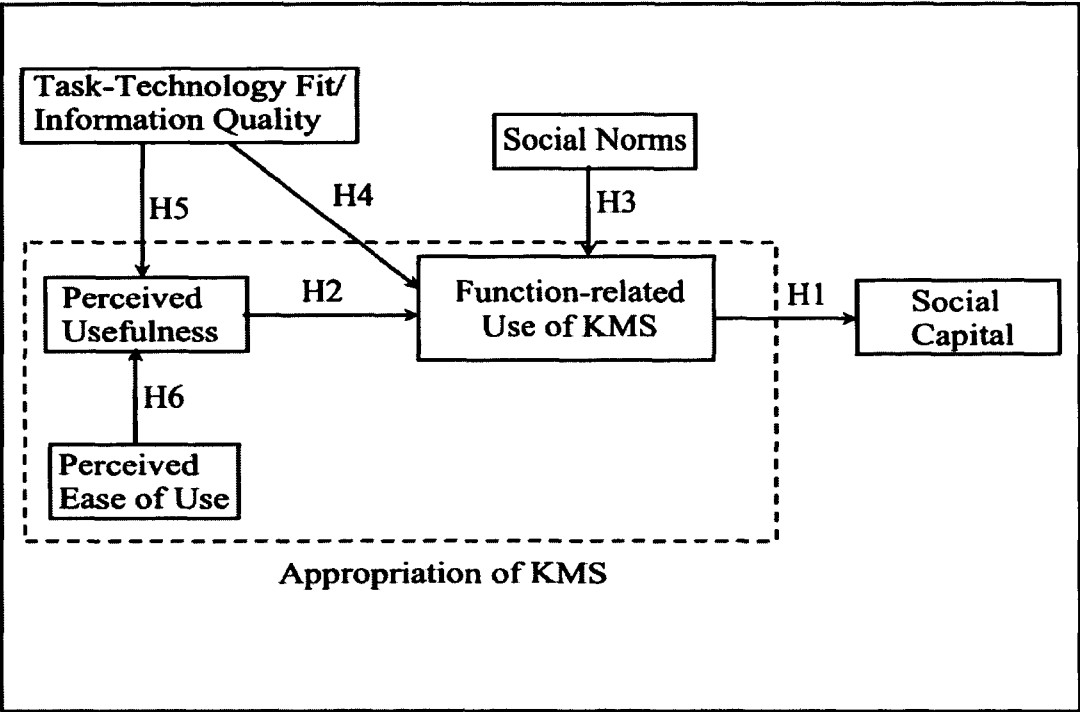 Task-Technology Fit/
Information Quality
Social Norms
H4
H3
H5
Perceived
Usefulness
H2
Function-related
Use of KMS
H1
Social
Capital
H6
Perceived
Ease of Use
Appropriation of KMS